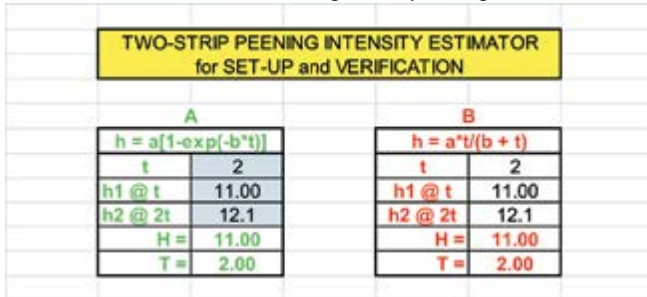 TWO-STRIP PEENING INTENSITY ESTIMATOR
for SET-UP and VERIFICATION
A
h = a[1-exp(-b*t)]
t 2
h1 @ t 11.00
h2 @ 2t 12.1
H = 11.00
T = 2.00
B
h = a*t/(b + t)
t 2
h1 @ t 11.00
h2 @ 2t 12.1
H = 11.00
T = 2.00